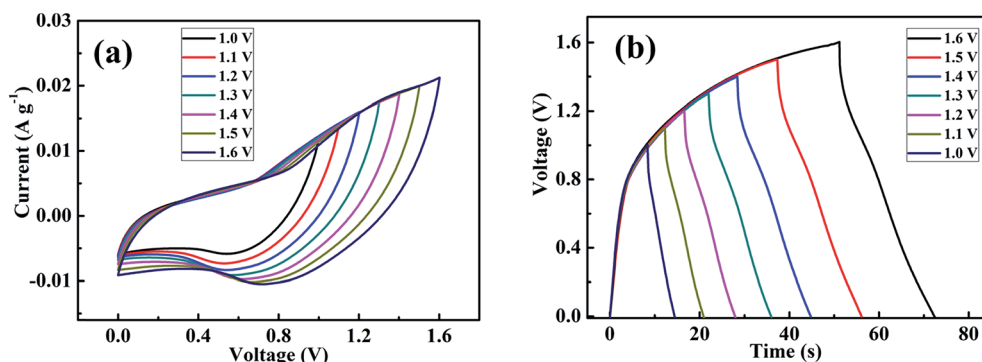 (a)
0.03
0.02
0.01
0.00
-0.01
Current (A g⁻¹)
1.0 V
1.1 V
1.2 V
1.3 V
1.4 V
1.5 V
1.6 V
0.0 0.4 0.8 1.2 1.6
Voltage (V)
(b)
1.6
1.2
0.8
0.4
0.0
Voltage (V)
1.6 V
1.5 V
1.4 V
1.3 V
1.2 V
1.1 V
1.0 V
0 20 40 60 80
Time (s)